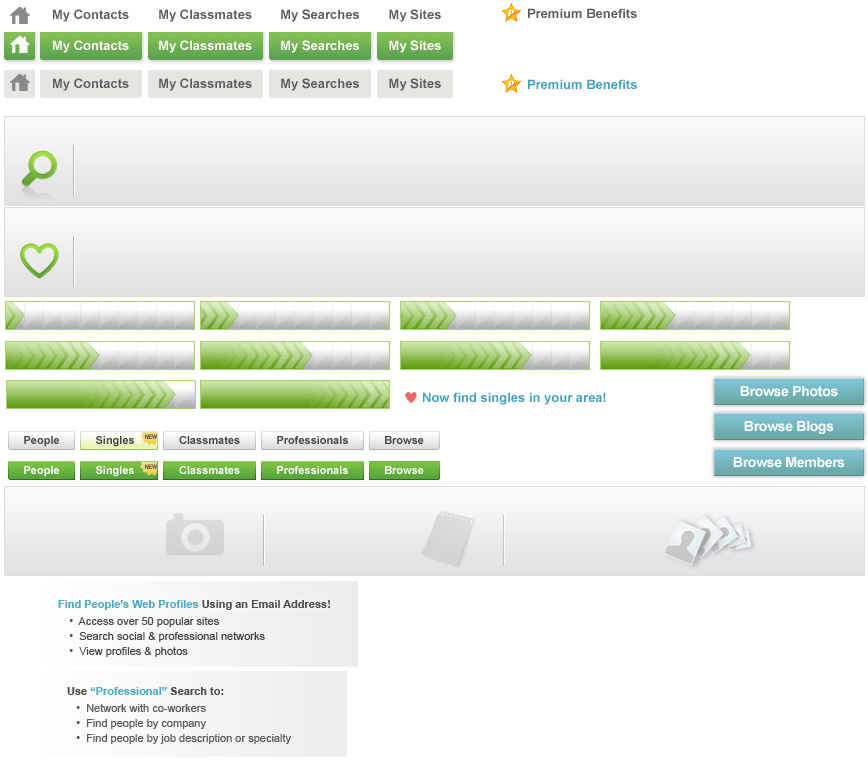 My Contacts My Classmates My Searches My Sites P Premium Benefits
My Contacts My Classmates My Searches My Sites
My Contacts My Classmates My Searches My Sites P Premium Benefits
Now find singles in your area!
Browse Photos
Browse Blogs
Browse Members
People Singles NEW Classmates Professionals Browse
People Singles NEW Classmates Professionals Browse
Find People's Web Profiles Using an Email Address!
• Access over 50 popular sites
• Search social & professional networks
• View profiles & photos
Use “Professional” Search to:
• Network with co-workers
• Find people by company
• Find people by job description or specialty